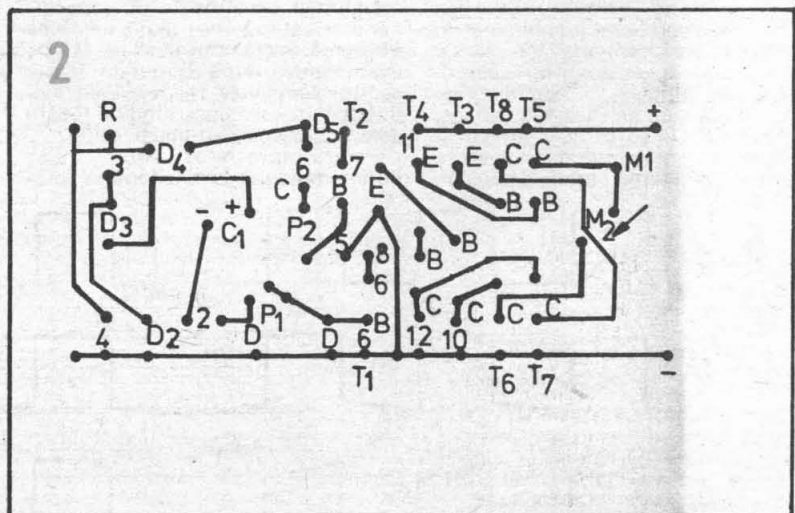 2
R D5 T2 T4 T3 T8 T5 +
3 D4 6 7 11 E E C C M1
C B E B B M2
D3 - + C1 P2 5 8 B B
6
P1 C C C C
4 D2 2 D D 6 B 12 10
T1 T6 T7 -